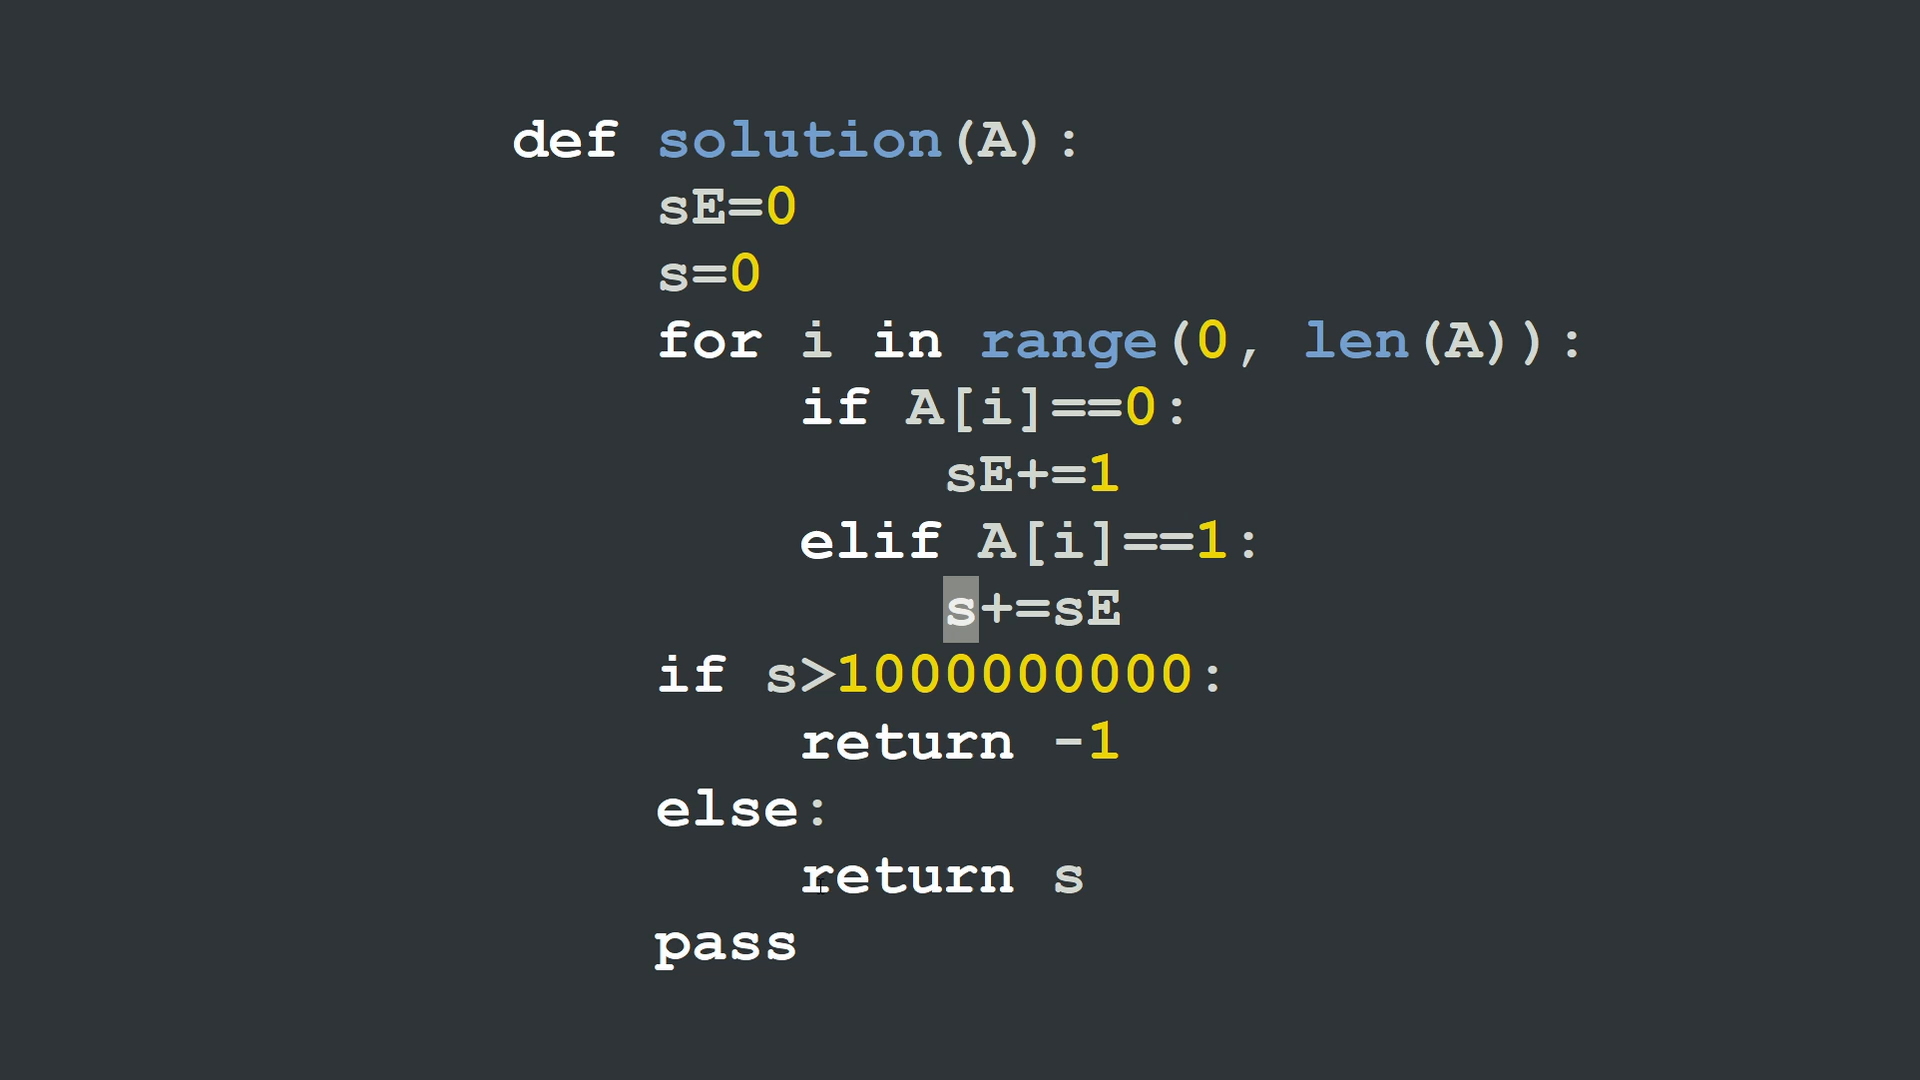 def solution(A):
    sE=0
    s=0
    for i in range(0, len(A)):
        if A[i]==0:
            sE+=1
        elif A[i]==1:
            s+=sE
    if s>1000000000:
        return -1
    else:
        return s
    pass